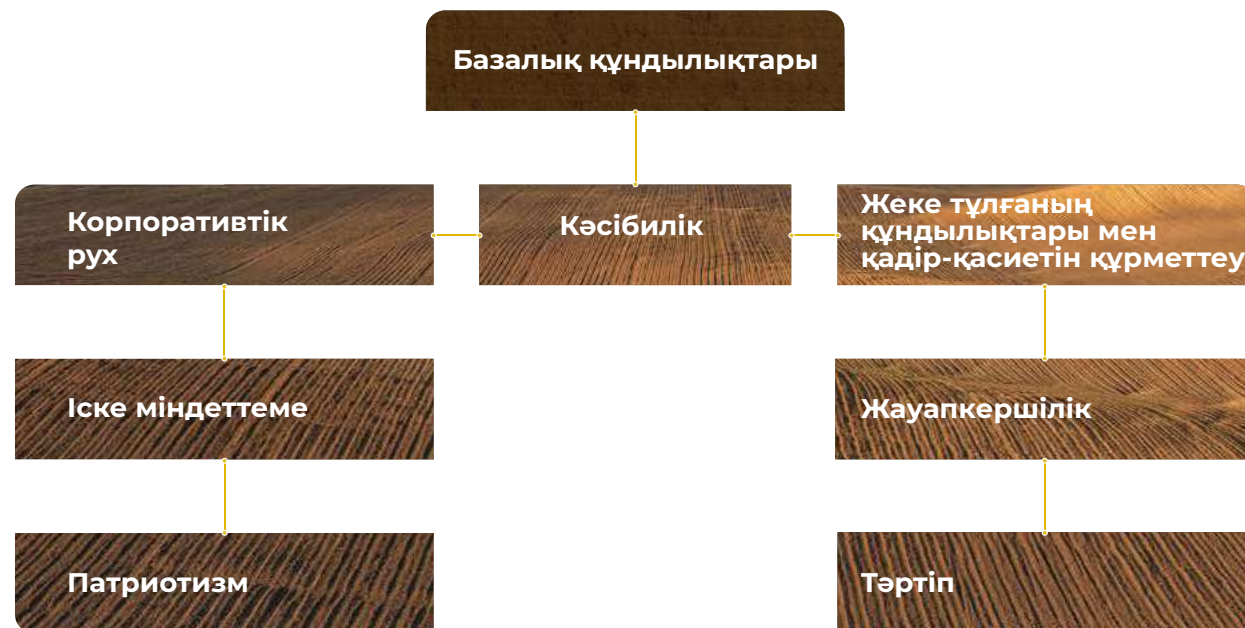 Базалық құндылықтары
Корпоративтік
рух
Кәсібилік
Жеке тұлғаның
құндылықтары мен
қадір-қасиетін құрметтеу
Іске міндеттеме
Жауапкершілік
Патриотизм
Тәртіп